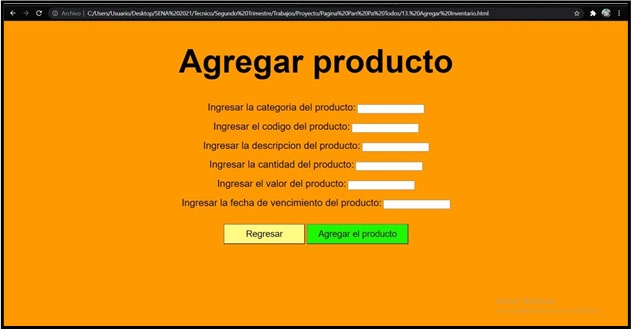 Archivo | C:/Users/Usuario/Desktop/SENA%202021/Tecnico/Segundo%20Trimestre/Trabajos/Proyecto/Pagina%20Pan%20Pa%20Todos/13.%20Agregar%20Inventario.html
Agregar producto
Ingresar la categoria del producto:
Ingresar el codigo del producto:
Ingresar la descripcion del producto:
Ingresar la cantidad del producto:
Ingresar el valor del producto:
Ingresar la fecha de vencimiento del producto:
Regresar Agregar el producto